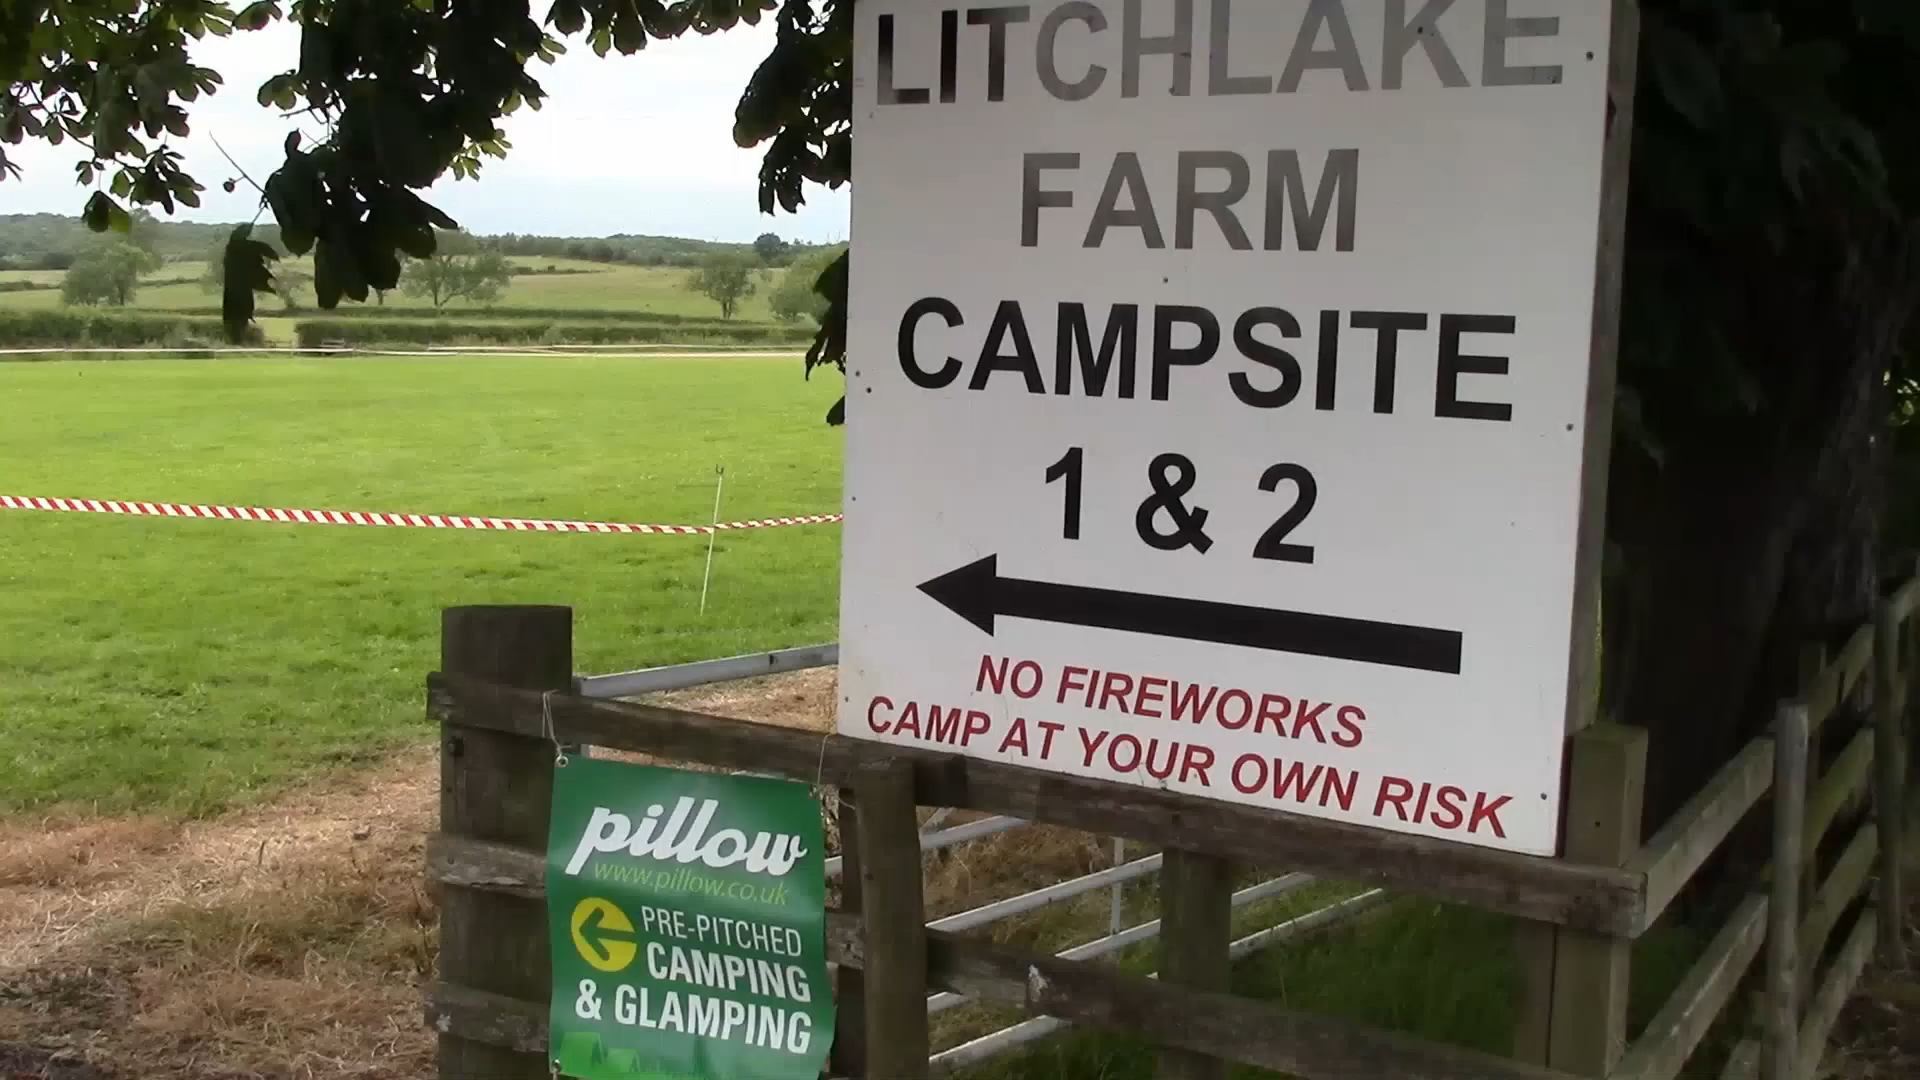 LITCHLAKE
FARM
CAMPSITE
1 & 2
NO FIREWORKS
CAMP AT YOUR OWN RISK
pillow
www.pillow.co.uk
PRE-PITCHED
CAMPING
& GLAMPING